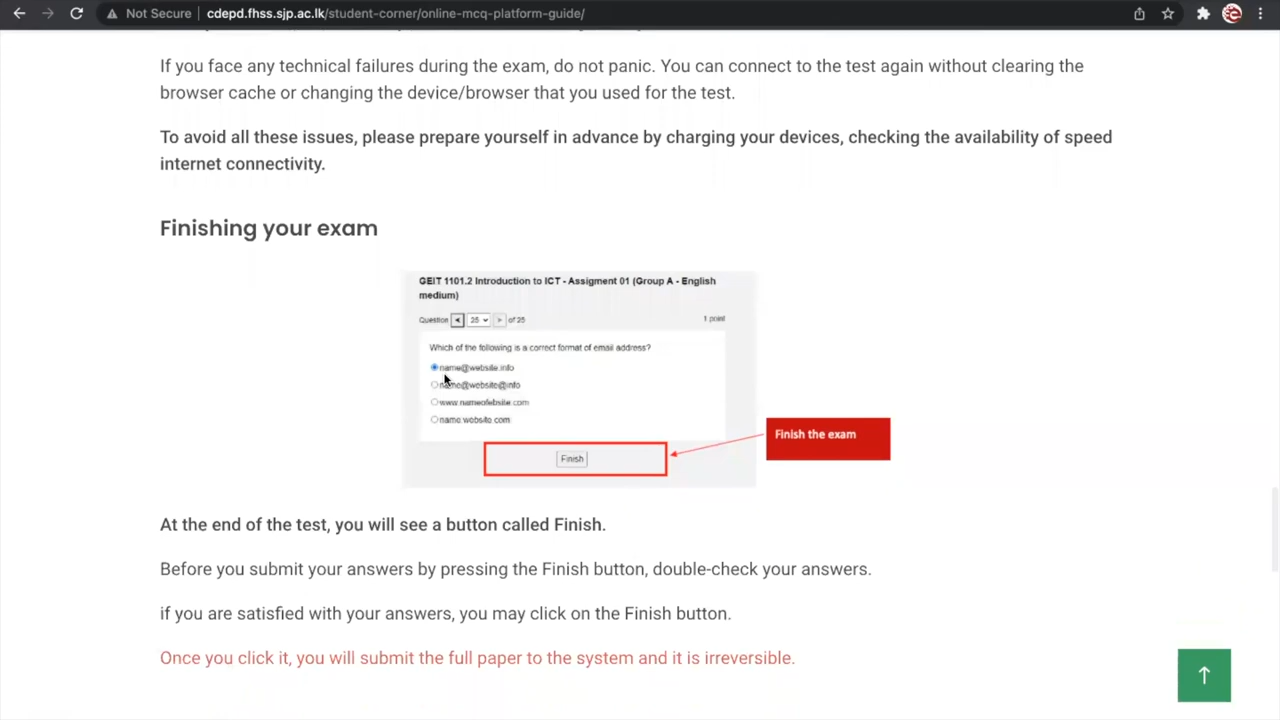 Not Secure cdepd.fhss.sjp.ac.lk/student-corner/online-mcq-platform-guide/
If you face any technical failures during the exam, do not panic. You can connect to the test again without clearing the
browser cache or changing the device/browser that you used for the test.
To avoid all these issues, please prepare yourself in advance by charging your devices, checking the availability of speed
internet connectivity.
Finishing your exam
GEIT 1101.2 Introduction to ICT - Assigment 01 (Group A - English
medium)
Question 25 of 25 1 point
Which of the following is a correct format of email address?
name@website.info
name@website@info
www.nameofebsite.com
name.website.com
Finish the exam
Finish
At the end of the test, you will see a button called Finish.
Before you submit your answers by pressing the Finish button, double-check your answers.
if you are satisfied with your answers, you may click on the Finish button.
Once you click it, you will submit the full paper to the system and it is irreversible.